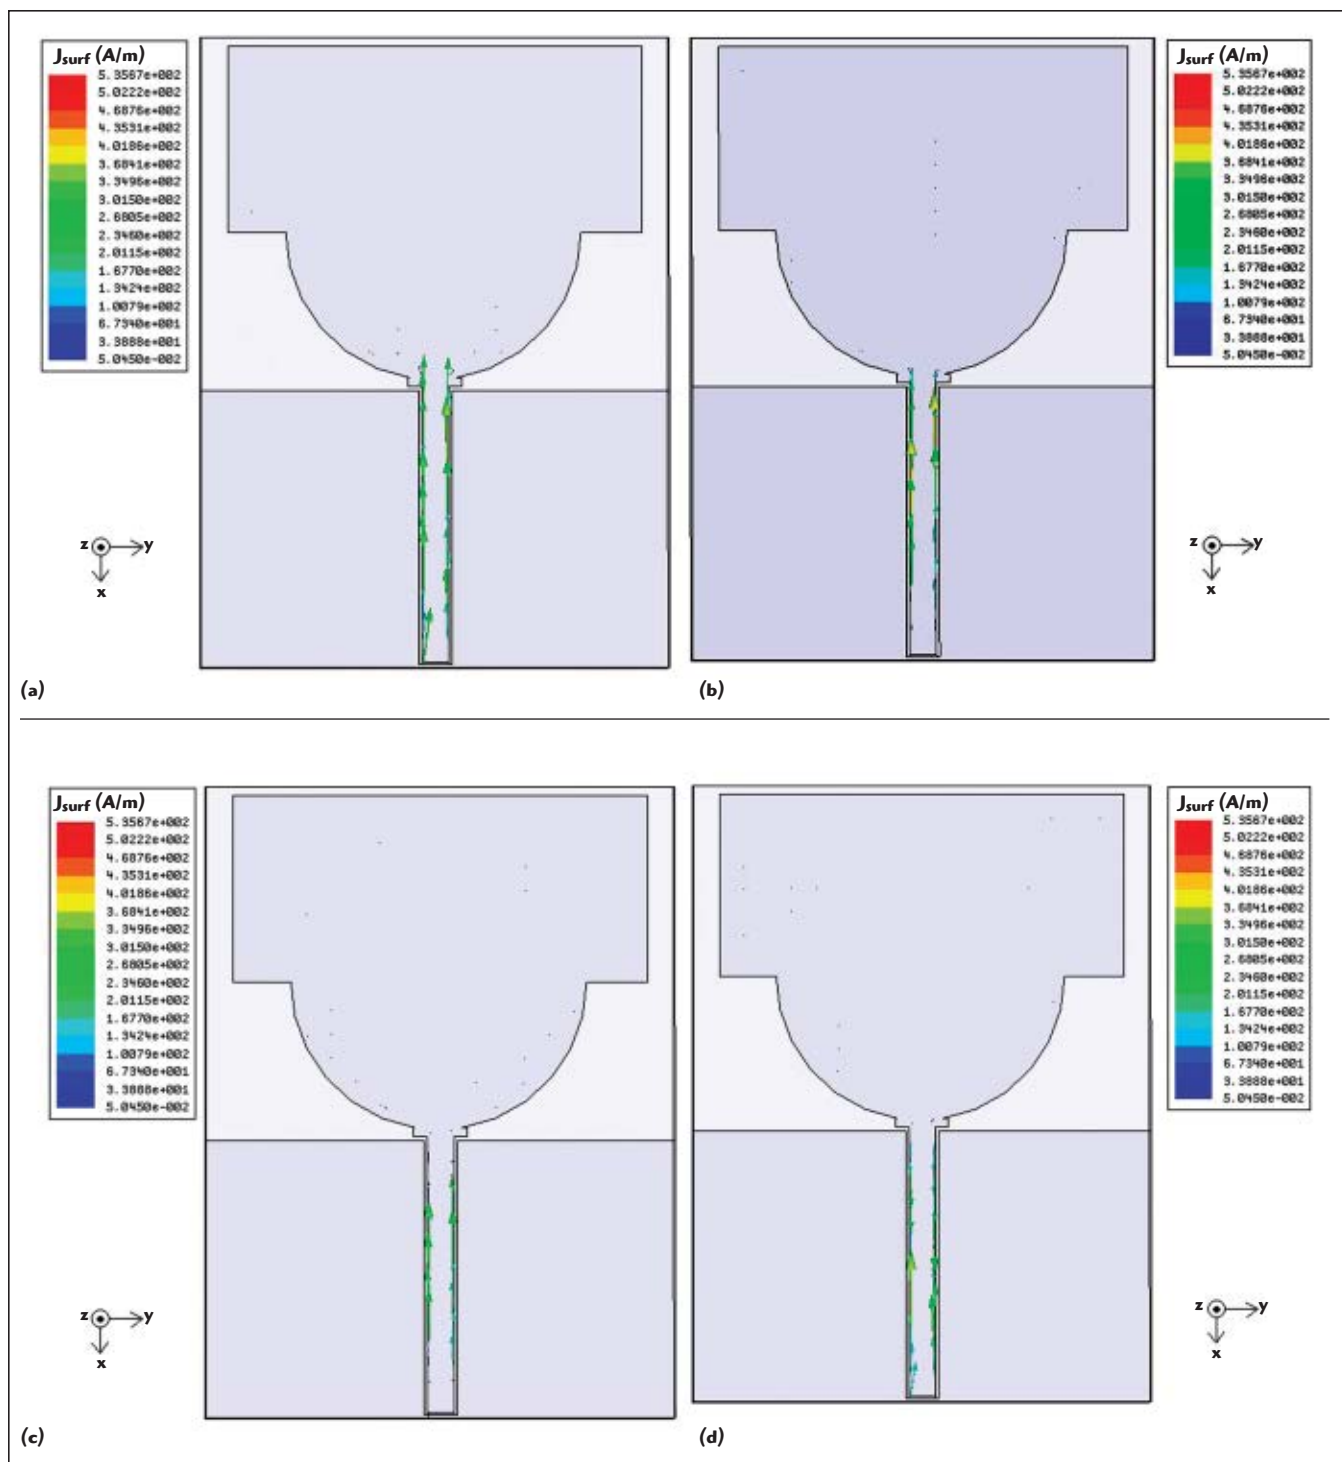 Jsurf (A/m)
5.3567e+002
5.0222e+002
4.6876e+002
4.3531e+002
4.0186e+002
3.6841e+002
3.3496e+002
3.0150e+002
2.6805e+002
2.3460e+002
2.0115e+002
1.6770e+002
1.3424e+002
1.0079e+002
6.7340e+001
3.3888e+001
5.0450e-002
z
y
x
(a)
Jsurf (A/m)
5.3567e+002
5.0222e+002
4.6876e+002
4.3531e+002
4.0186e+002
3.6841e+002
3.3496e+002
3.0150e+002
2.6805e+002
2.3460e+002
2.0115e+002
1.6770e+002
1.3424e+002
1.0079e+002
6.7340e+001
3.3888e+001
5.0450e-002
z
y
x
(b)
Jsurf (A/m)
5.3567e+002
5.0222e+002
4.6876e+002
4.3531e+002
4.0186e+002
3.6841e+002
3.3496e+002
3.0150e+002
2.6805e+002
2.3460e+002
2.0115e+002
1.6770e+002
1.3424e+002
1.0079e+002
6.7340e+001
3.3888e+001
5.0450e-002
z
y
x
(c)
Jsurf (A/m)
5.3567e+002
5.0222e+002
4.6876e+002
4.3531e+002
4.0186e+002
3.6841e+002
3.3496e+002
3.0150e+002
2.6805e+002
2.3460e+002
2.0115e+002
1.6770e+002
1.3424e+002
1.0079e+002
6.7340e+001
3.3888e+001
5.0450e-002
z
y
x
(d)